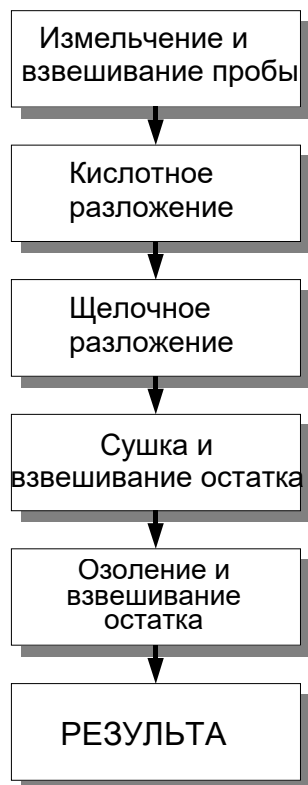 Измельчение и
взвешивание пробы
Кислотное
разложение
Щелочное
разложение
Сушка и
взвешивание остатка
Озоление и
взвешивание
остатка
РЕЗУЛЬТА